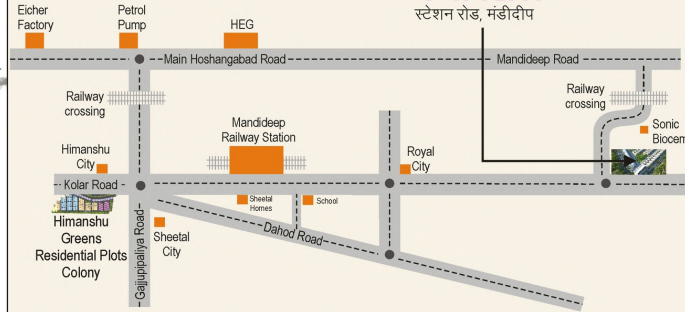 Eicher
Factory
Petrol
Pump
HEG
स्टेशन रोड, मंडीदीप
Main Hoshangabad Road
Mandideep Road
Railway
crossing
Railway
crossing
Mandideep
Railway Station
Sonic
Biocem
Himanshu
City
Royal
City
Kolar Road
Sheetal
Homes
School
Himanshu
Greens
Residential Plots
Colony
Gajjupipaliya Road
Sheetal
City
Dahod Road